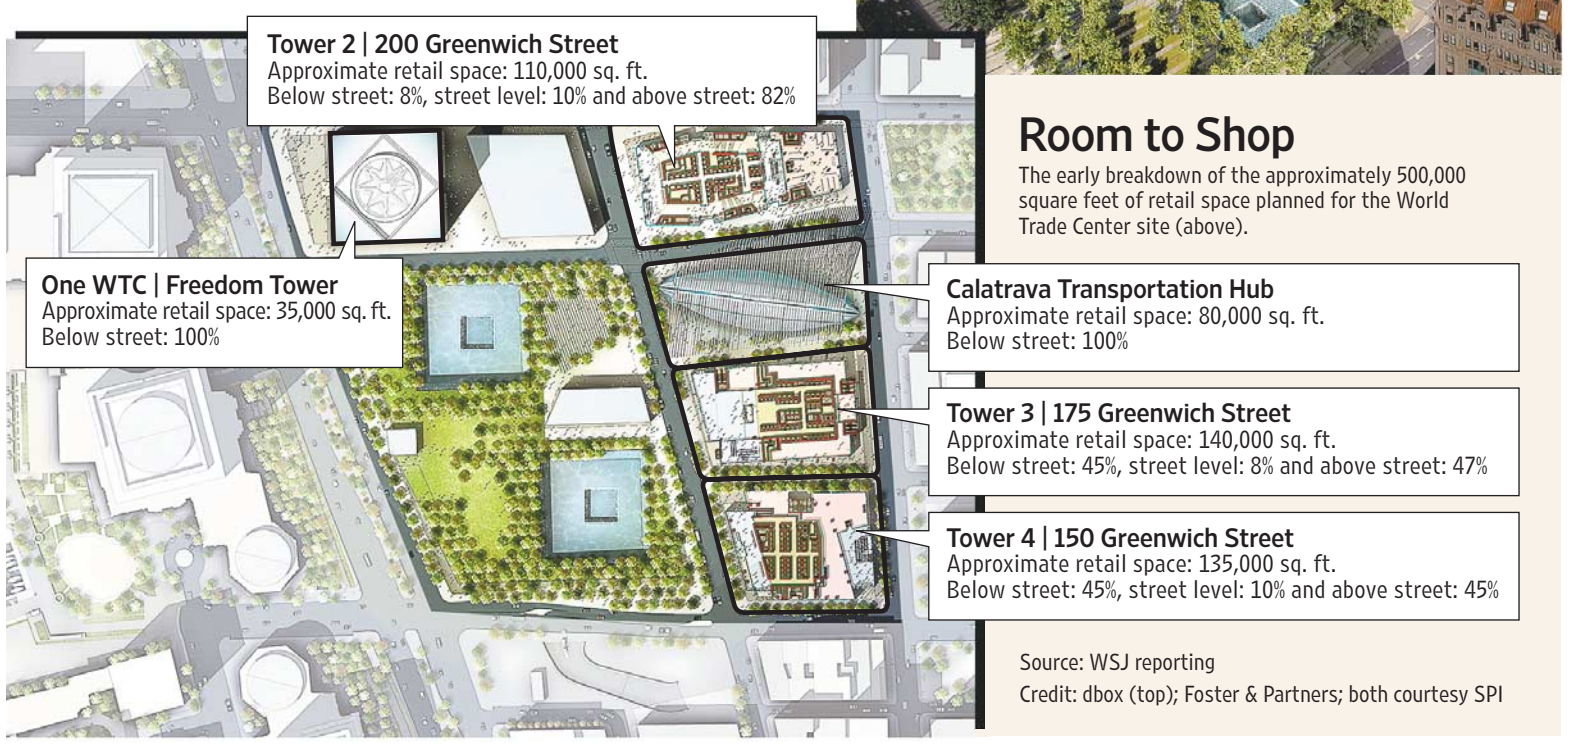 Tower 2 | 200 Greenwich Street
Approximate retail space: 110,000 sq. ft.
Below street: 8%, street level: 10% and above street: 82%
One WTC | Freedom Tower
Approximate retail space: 35,000 sq. ft.
Below street: 100%
Room to Shop
The early breakdown of the approximately 500,000
square feet of retail space planned for the World
Trade Center site (above).
Calatrava Transportation Hub
Approximate retail space: 80,000 sq. ft.
Below street: 100%
Tower 3 | 175 Greenwich Street
Approximate retail space: 140,000 sq. ft.
Below street: 45%, street level: 8% and above street: 47%
Tower 4 | 150 Greenwich Street
Approximate retail space: 135,000 sq. ft.
Below street: 45%, street level: 10% and above street: 45%
Source: WSJ reporting
Credit: dbox (top); Foster & Partners; both courtesy SPI